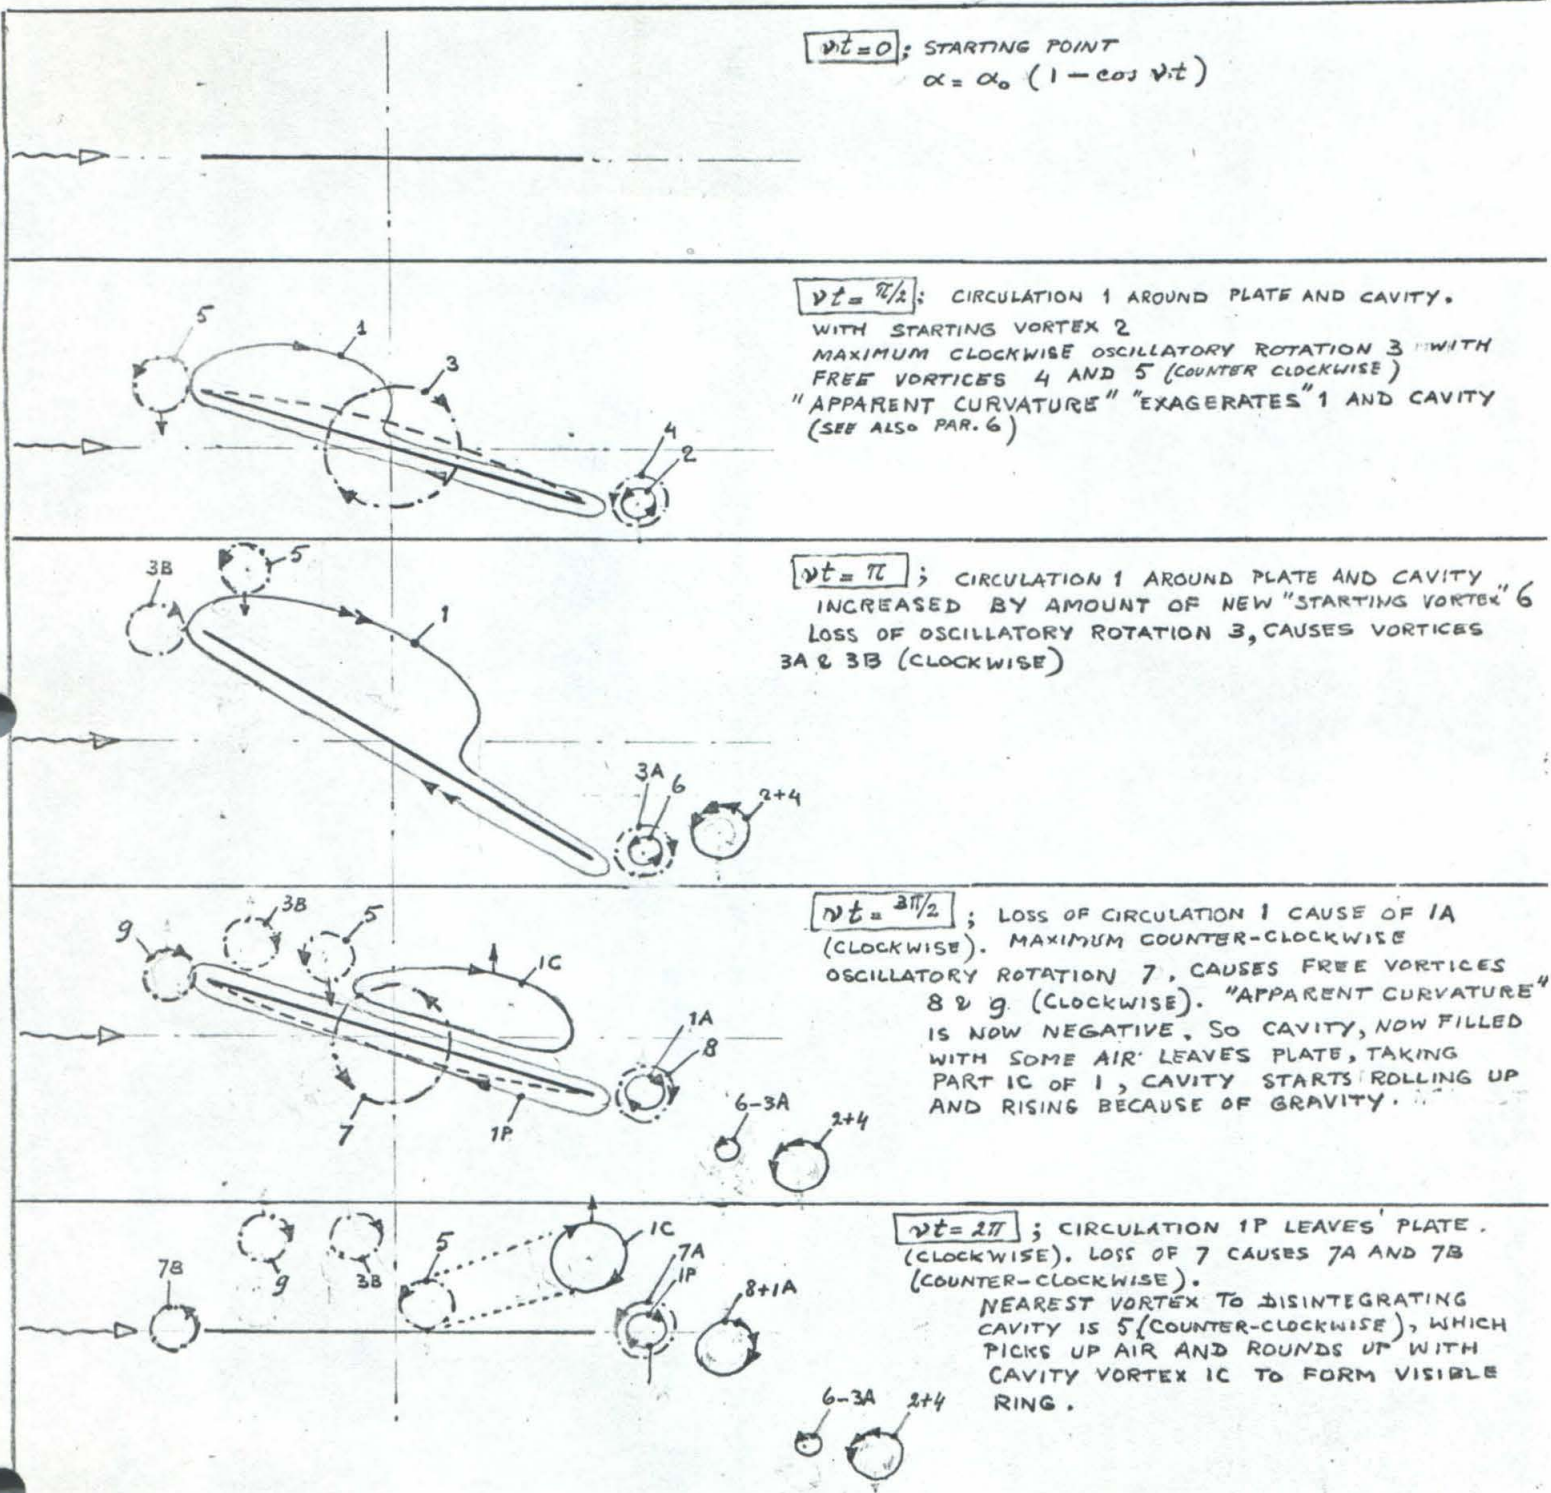 νt=0; STARTING POINT
α = α₀ (1 - cos νt)
νt = π/2; CIRCULATION 1 AROUND PLATE AND CAVITY.
WITH STARTING VORTEX 2
MAXIMUM CLOCKWISE OSCILLATORY ROTATION 3 WITH
FREE VORTICES 4 AND 5 (COUNTER CLOCKWISE)
"APPARENT CURVATURE" "EXAGERATES" 1 AND CAVITY
(SEE ALSO PAR. 6)
5
1
3
4
2
νt = π; CIRCULATION 1 AROUND PLATE AND CAVITY
INCREASED BY AMOUNT OF NEW "STARTING VORTEX" 6
LOSS OF OSCILLATORY ROTATION 3, CAUSES VORTICES
3A & 3B (CLOCKWISE)
3B
5
1
3A
6
2+4
νt = 3π/2; LOSS OF CIRCULATION 1 CAUSE OF 1A
(CLOCKWISE). MAXIMUM COUNTER-CLOCKWISE
OSCILLATORY ROTATION 7, CAUSES FREE VORTICES
8 & 9. (CLOCKWISE). "APPARENT CURVATURE"
IS NOW NEGATIVE. SO CAVITY, NOW FILLED
WITH SOME AIR LEAVES PLATE, TAKING
PART 1C OF 1, CAVITY STARTS ROLLING UP
AND RISING BECAUSE OF GRAVITY.
9
3B
5
1C
1A
8
7
1P
6-3A
2+4
νt = 2π; CIRCULATION 1P LEAVES PLATE.
(CLOCKWISE). LOSS OF 7 CAUSES 7A AND 7B
(COUNTER-CLOCKWISE).
NEAREST VORTEX TO DISINTEGRATING
CAVITY IS 5 (COUNTER-CLOCKWISE), WHICH
PICKS UP AIR AND ROUNDS UP WITH
CAVITY VORTEX 1C TO FORM VISIBLE
RING.
7B
9
3B
5
1C
7A
1P
8+1A
6-3A
2+4